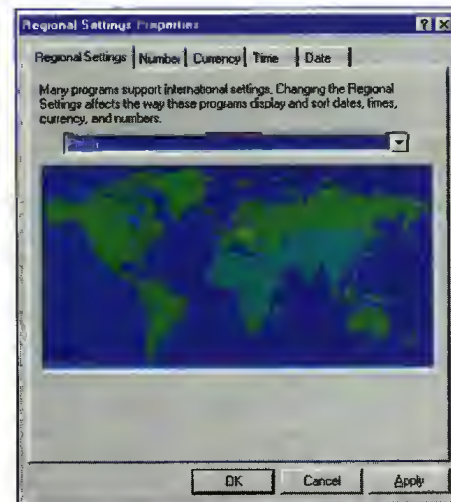 Regional Settings Properties
Regional Settings Number Currency Time Date
Many programs support international settings. Changing the Regional
Settings affects the way these programs display and sort dates, times,
currency, and numbers.
OK Cancel Apply